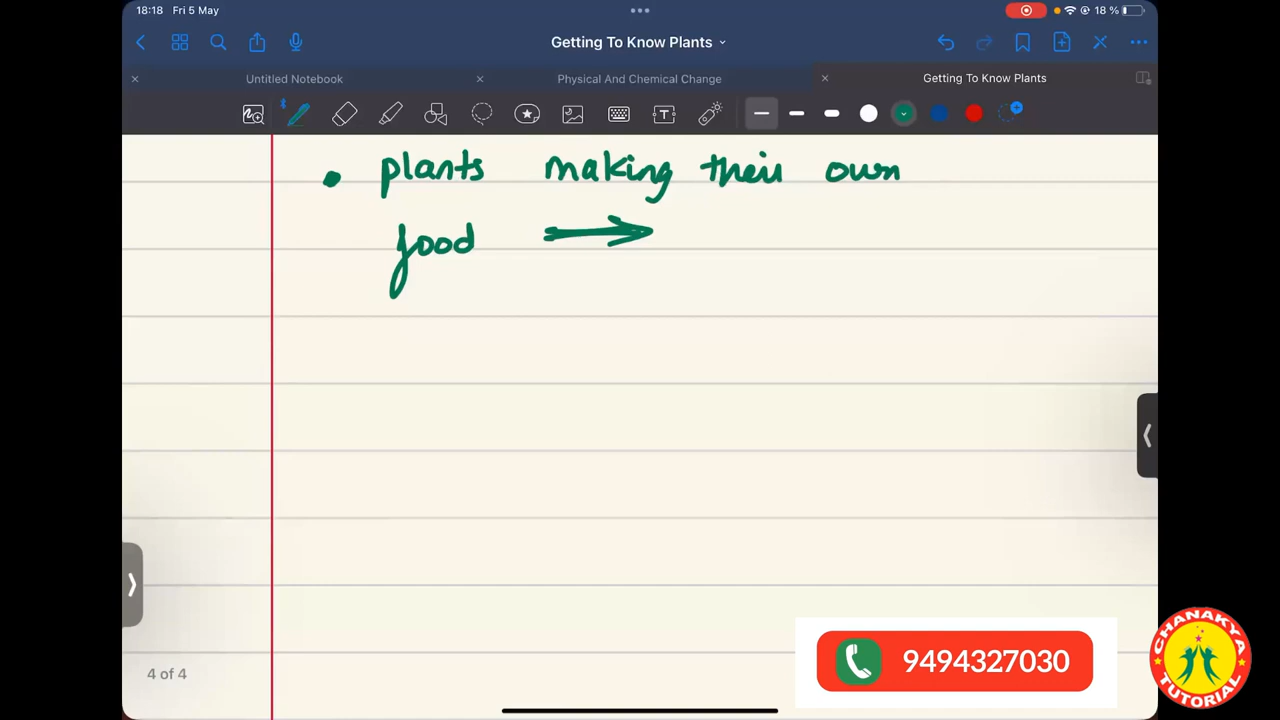 18:18 Fri 5 May
18 %
Getting To Know Plants
Untitled Notebook
Physical And Chemical Change
Getting To Know Plants
• plants making their own
food ⟹
4 of 4
9494327030
CHANAKYA
TUTORIAL